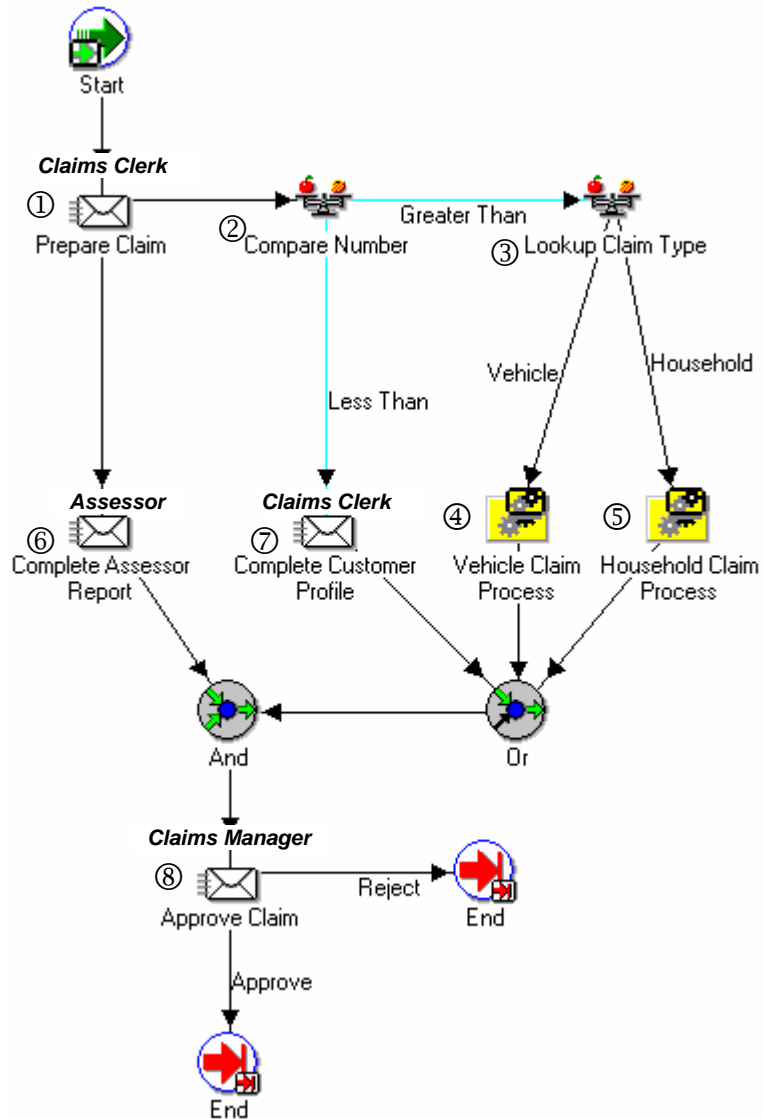 Start
Claims Clerk
①
Prepare Claim
②
Compare Number
Greater Than
③
Lookup Claim Type
Less Than
Vehicle
Household
Assessor
⑥
Complete Assessor
Report
Claims Clerk
⑦
Complete Customer
Profile
④
Vehicle Claim
Process
⑤
Household Claim
Process
And
Or
Claims Manager
⑧
Approve Claim
Reject
End
Approve
End